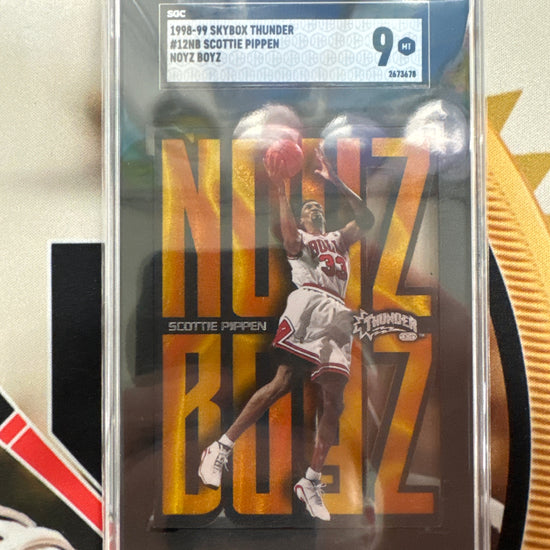 SGC
1998-99 SKYBOX THUNDER
#12NB SCOTTIE PIPPEN
NOYZ BOYZ
9 MT
2673678
NOYZ
BULLS
33
SCOTTIE PIPPEN
THUNDER
BOYZ